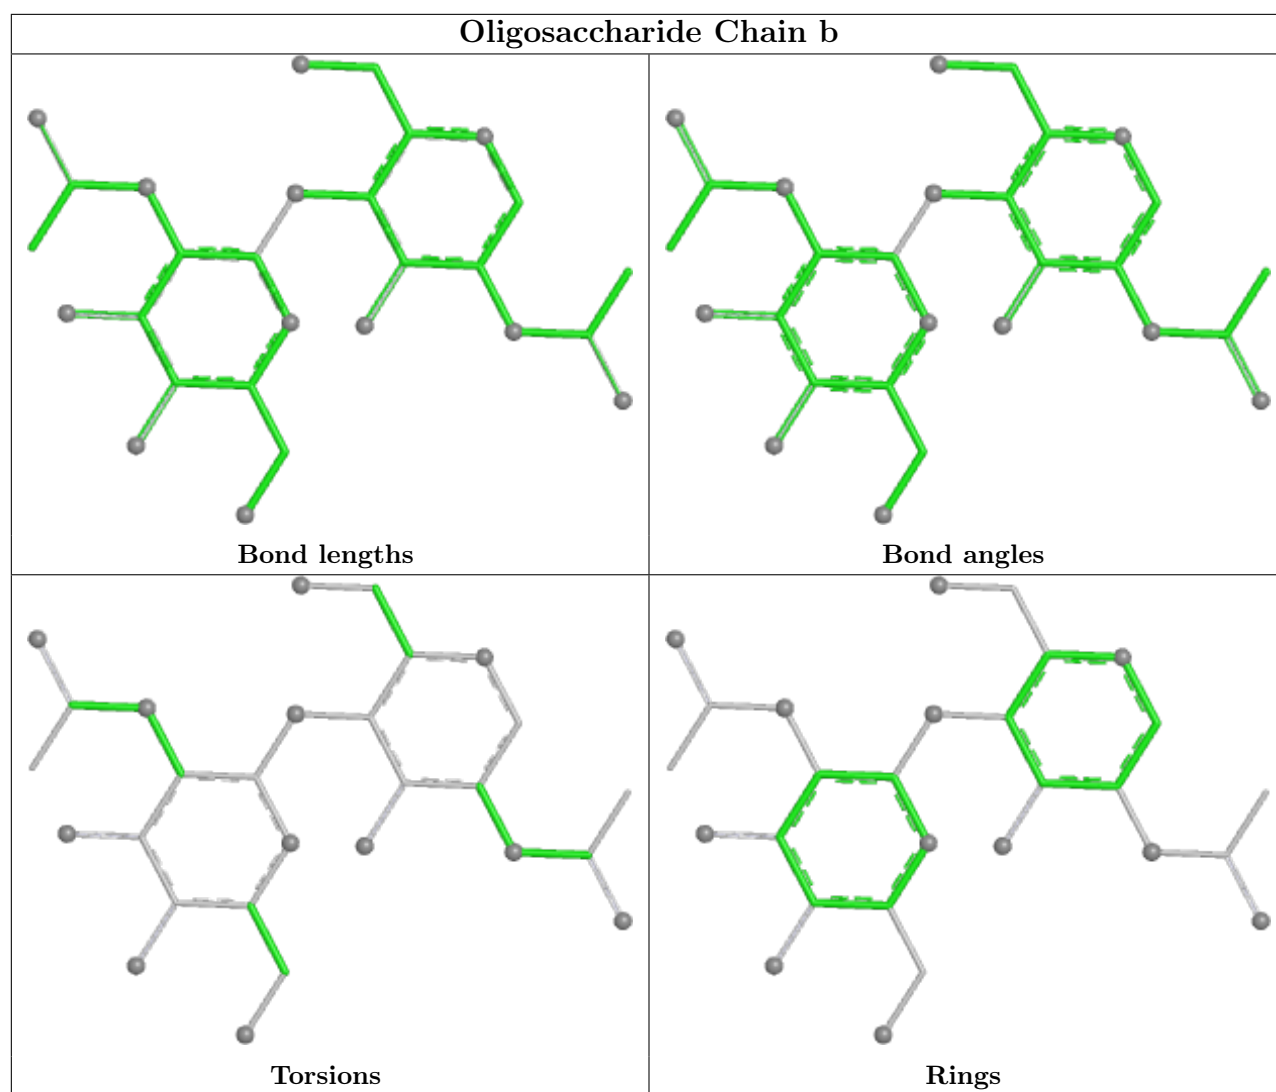 Oligosaccharide Chain b
Bond lengths
Bond angles
Torsions
Rings